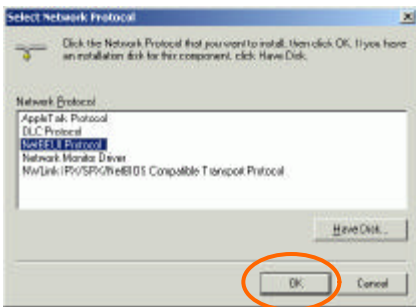 Select Network Protocol
Click the Network Protocol that you want to install, then click OK. If you have
an installation disk for this component, click Have Disk.
Network Protocol:
AppleTalk Protocol
DLC Protocol
NetBEUI Protocol
Network Monitor Driver
NWLink IPX/SPX/NetBIOS Compatible Transport Protocol
Have Disk...
OK
Cancel